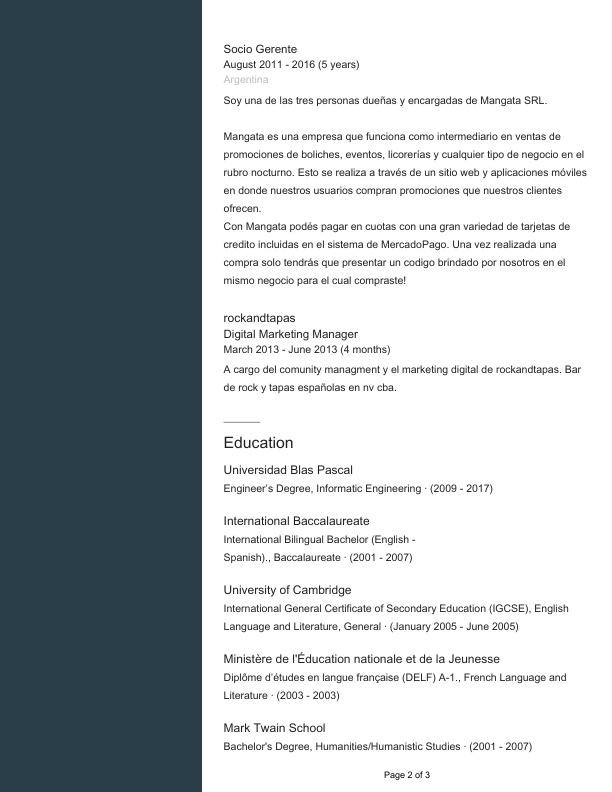 Socio Gerente
August 2011 - 2016 (5 years)
Argentina
Soy una de las tres personas dueñas y encargadas de Mangata SRL.
Mangata es una empresa que funciona como intermediario en ventas de
promociones de boliches, eventos, licorerías y cualquier tipo de negocio en el
rubro nocturno. Esto se realiza a través de un sitio web y aplicaciones móviles
en donde nuestros usuarios compran promociones que nuestros clientes
ofrecen.
Con Mangata podés pagar en cuotas con una gran variedad de tarjetas de
credito incluidas en el sistema de MercadoPago. Una vez realizada una
compra solo tendrás que presentar un codigo brindado por nosotros en el
mismo negocio para el cual compraste!
rockandtapas
Digital Marketing Manager
March 2013 - June 2013 (4 months)
A cargo del comunity managment y el marketing digital de rockandtapas. Bar
de rock y tapas españolas en nv cba.
Education
Universidad Blas Pascal
Engineer's Degree, Informatic Engineering · (2009 - 2017)
International Baccalaureate
International Bilingual Bachelor (English -
Spanish)., Baccalaureate · (2001 - 2007)
University of Cambridge
International General Certificate of Secondary Education (IGCSE), English
Language and Literature, General · (January 2005 - June 2005)
Ministère de l'Éducation nationale et de la Jeunesse
Diplôme d'études en langue française (DELF) A-1., French Language and
Literature · (2003 - 2003)
Mark Twain School
Bachelor's Degree, Humanities/Humanistic Studies · (2001 - 2007)
Page 2 of 3